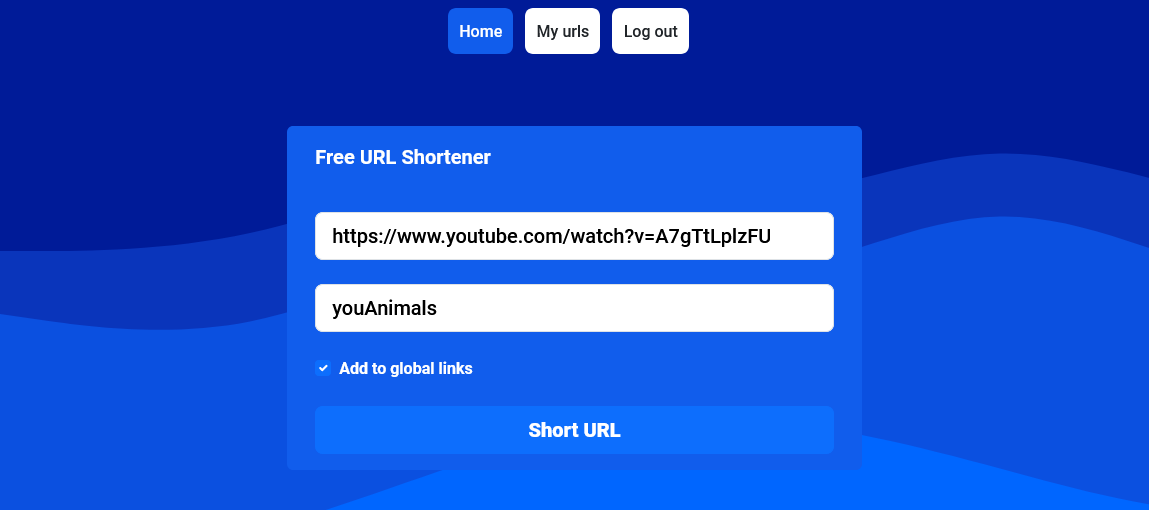 Home My urls Log out
Free URL Shortener
https://www.youtube.com/watch?v=A7gTtLplzFU
youAnimals
Add to global links
Short URL